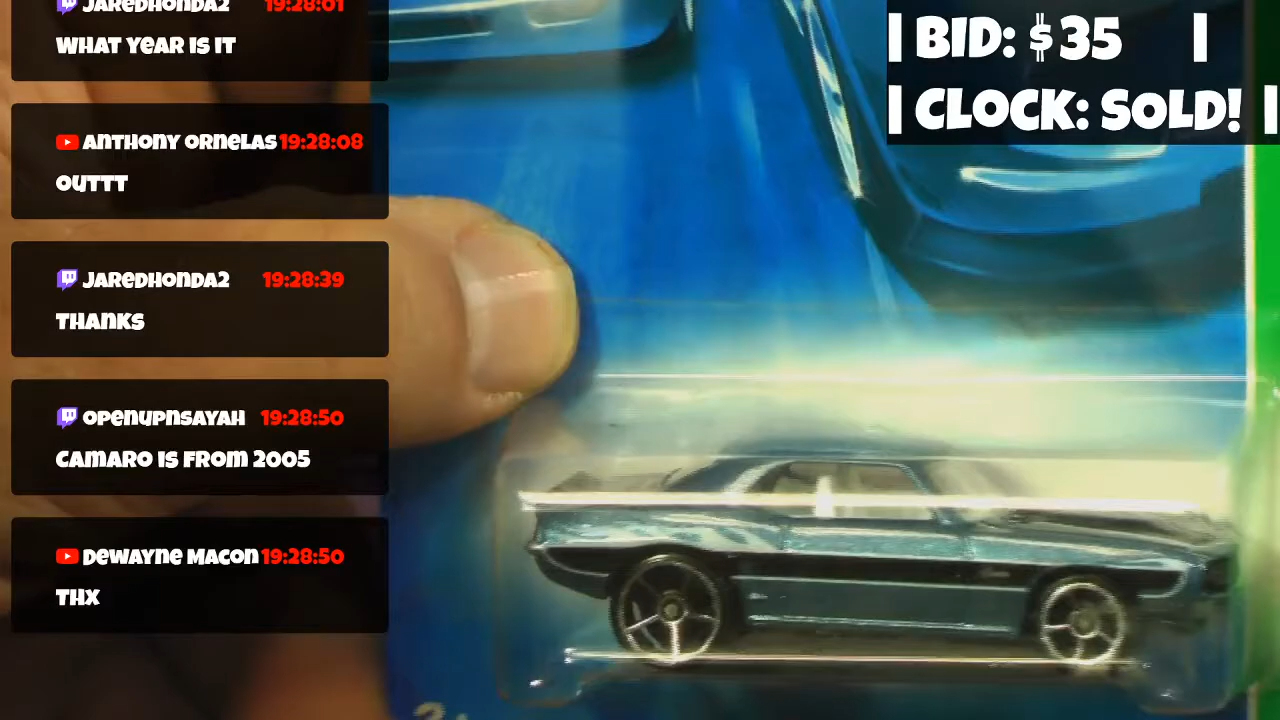 JAREDHONDA2 19:28:01
WHAT YEAR IS IT
ANTHONY ORNELAS 19:28:08
OUTTT
JAREDHONDA2 19:28:39
THANKS
OPENUPNSAYAH 19:28:50
CAMARO IS FROM 2005
DEWAYNE MACON 19:28:50
THX
| BID: $35 |
| CLOCK: SOLD! |